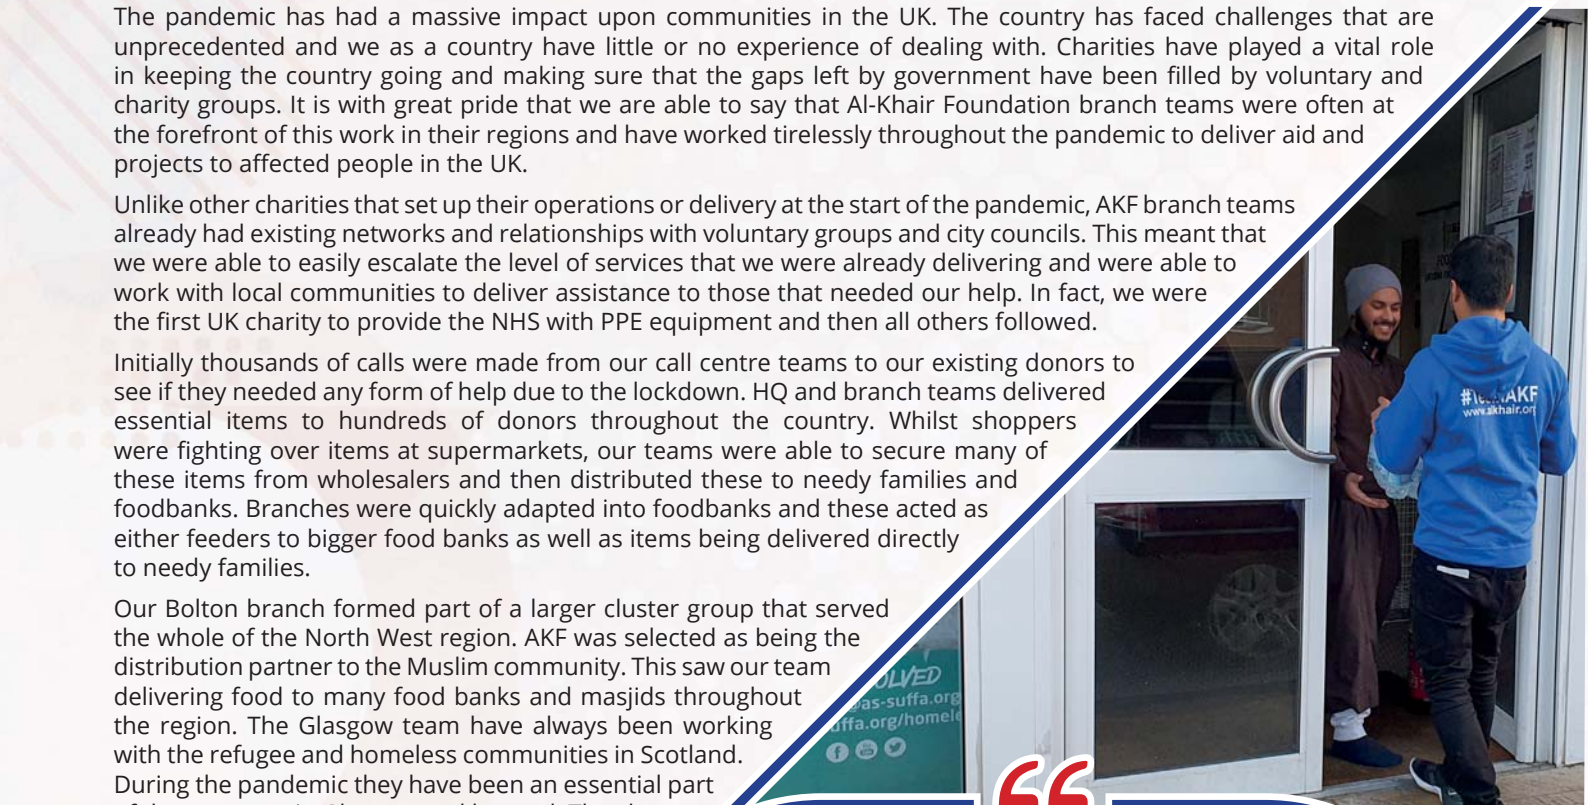 The pandemic has had a massive impact upon communities in the UK. The country has faced challenges that are
unprecedented and we as a country have little or no experience of dealing with. Charities have played a vital role
in keeping the country going and making sure that the gaps left by government have been filled by voluntary and
charity groups. It is with great pride that we are able to say that Al-Khair Foundation branch teams were often at
the forefront of this work in their regions and have worked tirelessly throughout the pandemic to deliver aid and
projects to affected people in the UK.
Unlike other charities that set up their operations or delivery at the start of the pandemic, AKF branch teams
already had existing networks and relationships with voluntary groups and city councils. This meant that
we were able to easily escalate the level of services that we were already delivering and were able to
work with local communities to deliver assistance to those that needed our help. In fact, we were
the first UK charity to provide the NHS with PPE equipment and then all others followed.
Initially thousands of calls were made from our call centre teams to our existing donors to
see if they needed any form of help due to the lockdown. HQ and branch teams delivered
essential items to hundreds of donors throughout the country. Whilst shoppers
were fighting over items at supermarkets, our teams were able to secure many of
these items from wholesalers and then distributed these to needy families and
foodbanks. Branches were quickly adapted into foodbanks and these acted as
either feeders to bigger food banks as well as items being delivered directly
to needy families.
Our Bolton branch formed part of a larger cluster group that served
the whole of the North West region. AKF was selected as being the
distribution partner to the Muslim community. This saw our team
delivering food to many food banks and masjids throughout
the region. The Glasgow team have always been working
with the refugee and homeless communities in Scotland.
During the pandemic they have been an essential part
OLVED
as-suffa.org
ffa.org/homele
AKF
www.alkhair.org